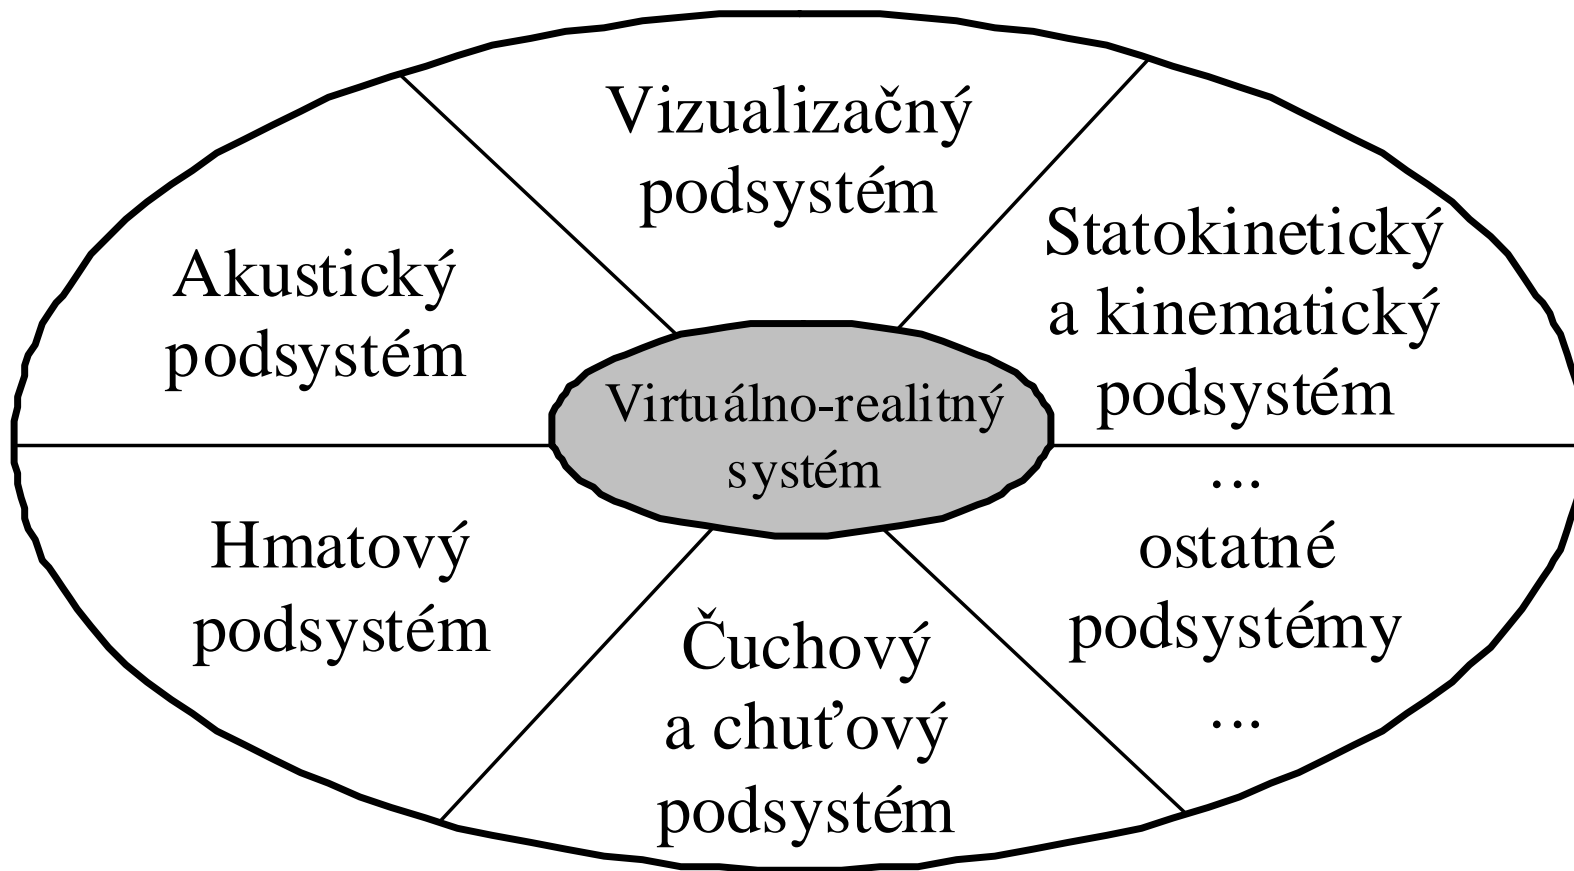 Vizualizačný
podsystém
Statokinetický
a kinematický
podsystém
Akustický
podsystém
Virtuálno-realitný
systém
Hmatový
podsystém
...
ostatné
podsystémy
...
Čuchový
a chuťový
podsystém